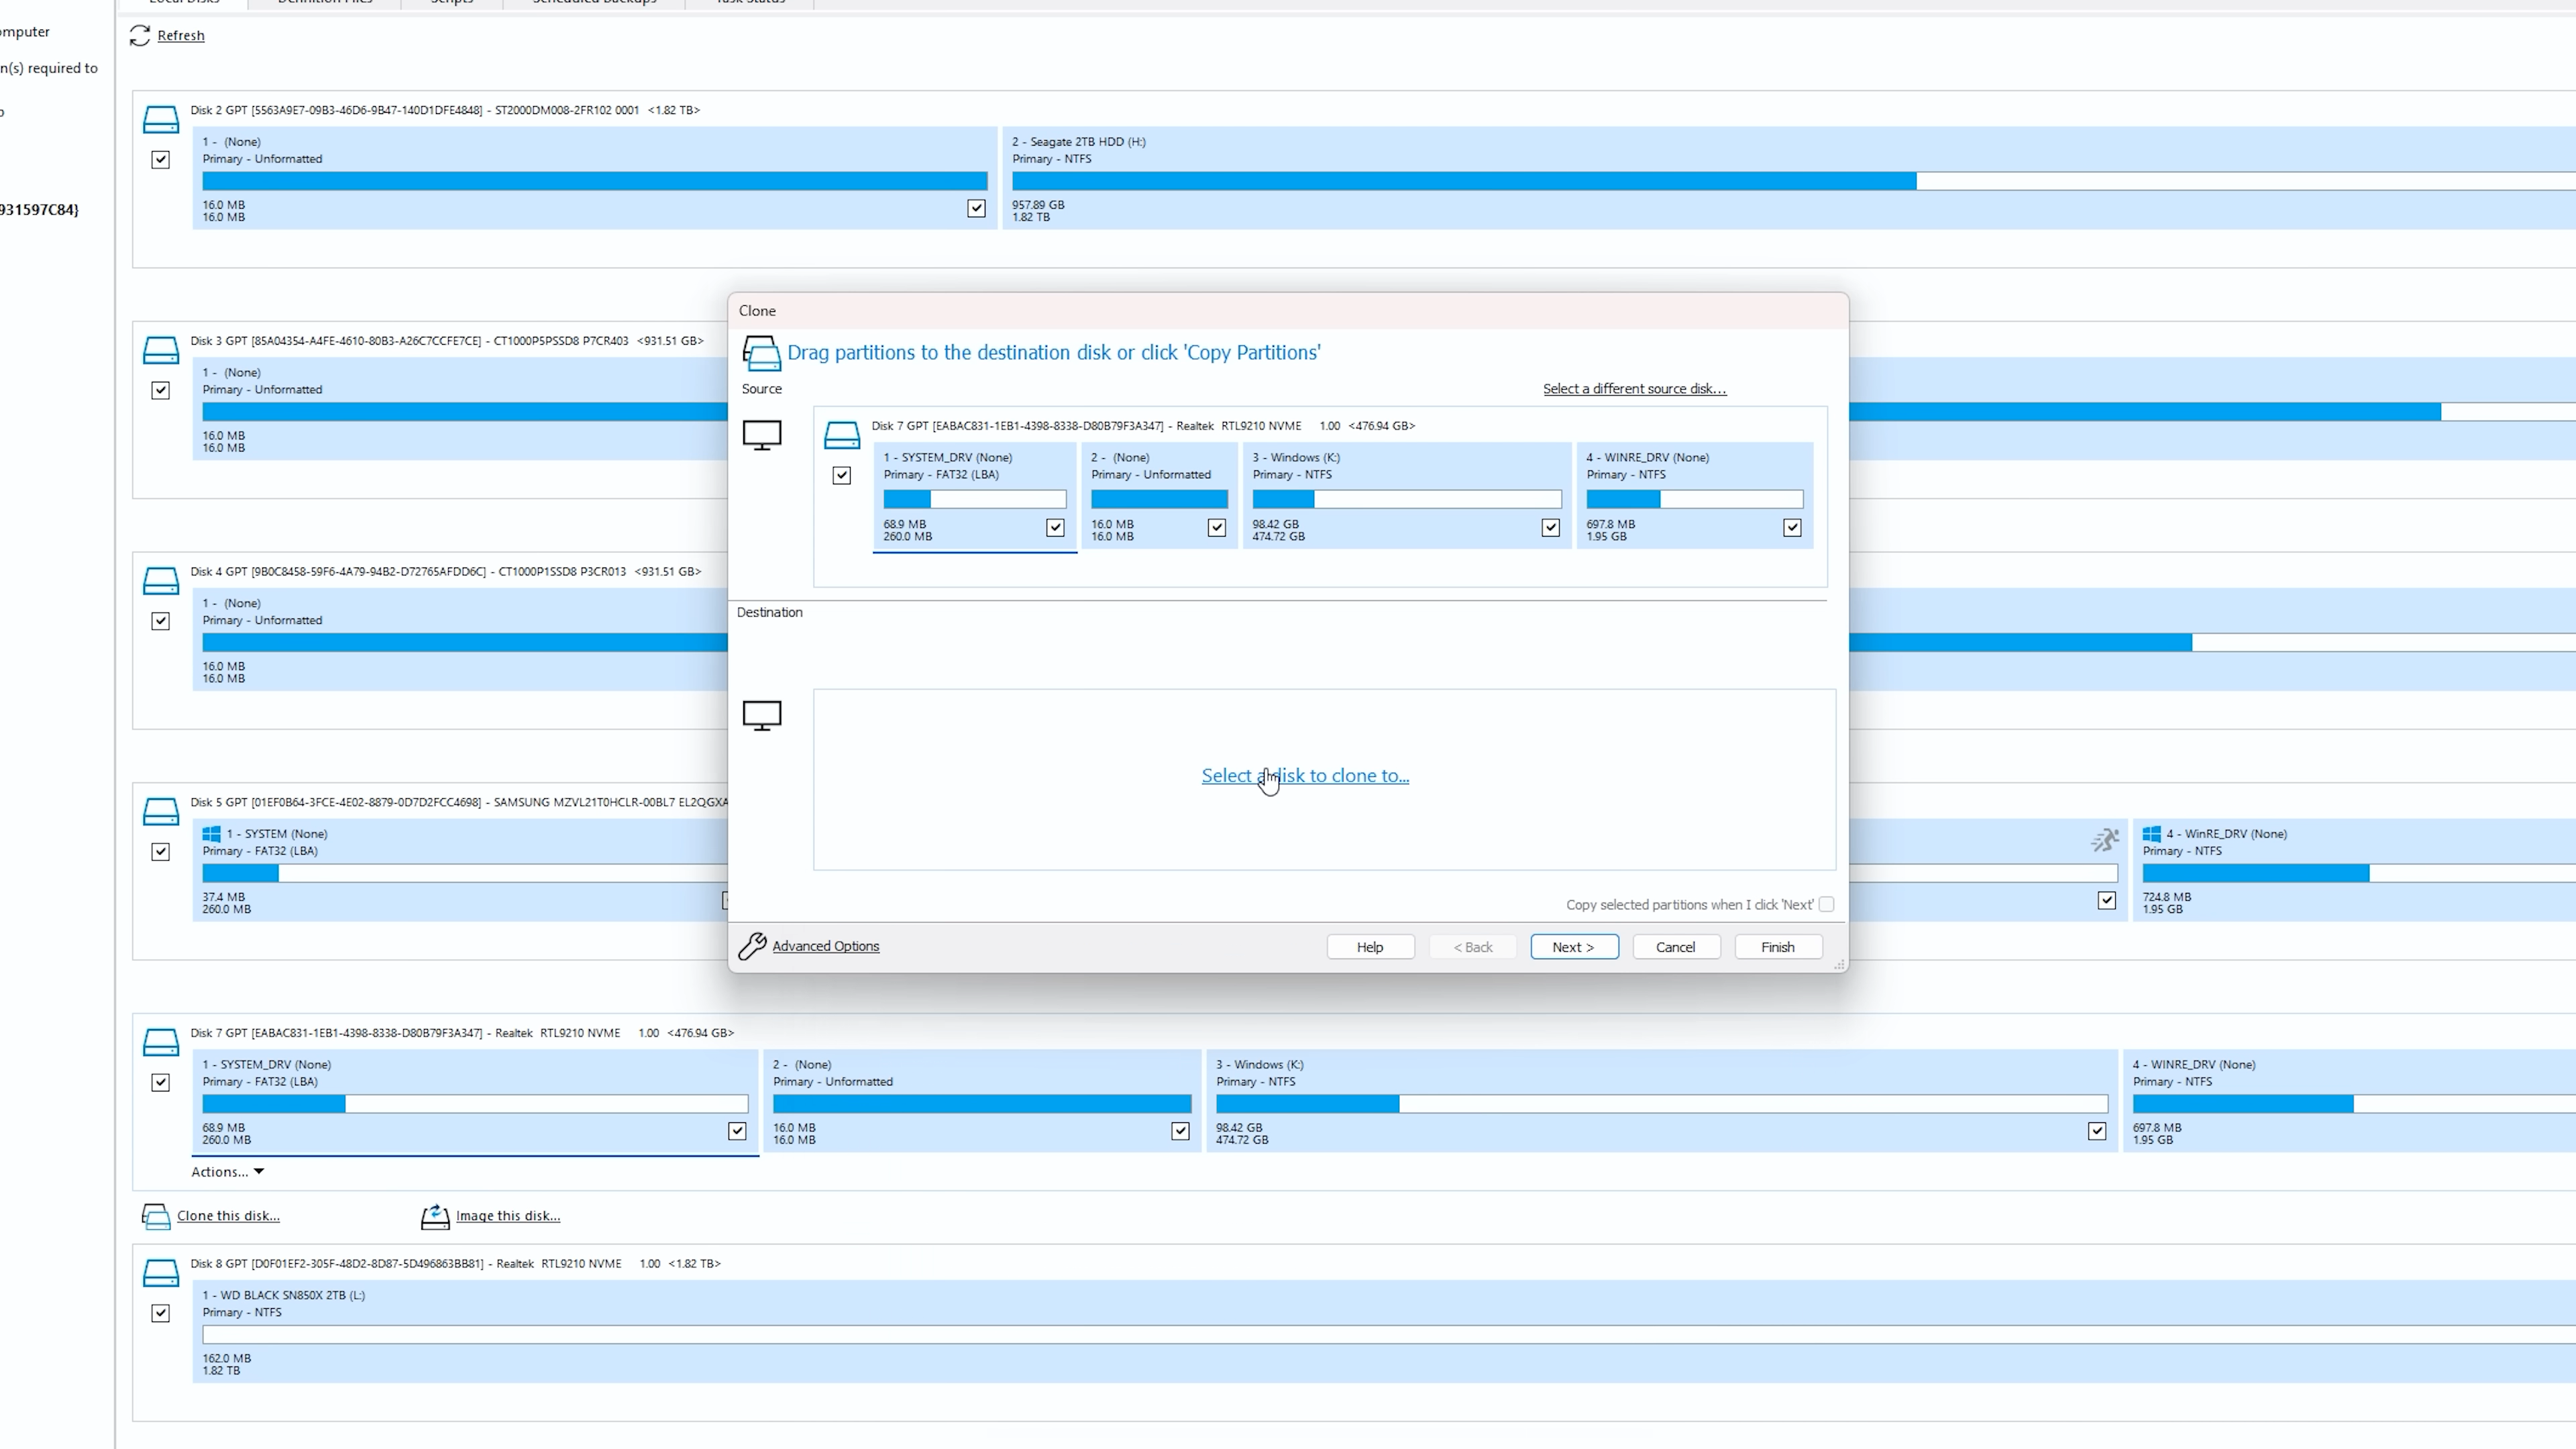 Local Disks
Definition Files
Scripts
Scheduled Backups
Task Status
omputer
n(s) required to
931597C84}
Refresh
Disk 2 GPT [5563A9E7-09B3-46D6-9B47-140D1DFE4848] - ST2000DM008-2FR102 0001 <1.82 TB>
1 - (None)
Primary - Unformatted
16.0 MB
16.0 MB
2 - Seagate 2TB HDD (H:)
Primary - NTFS
957.89 GB
1.82 TB
Disk 3 GPT [85A04354-A4FE-4610-80B3-A26C7CCFE7CE] - CT1000P5PSSD8 P7CR403 <931.51 GB>
1 - (None)
Primary - Unformatted
16.0 MB
16.0 MB
Disk 4 GPT [9B0C8458-59F6-4A79-94B2-D72765AFDD6C] - CT1000P1SSD8 P3CR013 <931.51 GB>
1 - (None)
Primary - Unformatted
16.0 MB
16.0 MB
Disk 5 GPT [01EF0B64-3FCE-4E02-8879-0D7D2FCC4698] - SAMSUNG MZVL21T0HCLR-00BL7 EL2QGXA
1 - SYSTEM (None)
Primary - FAT32 (LBA)
37.4 MB
260.0 MB
4 - WinRE_DRV (None)
Primary - NTFS
724.8 MB
1.95 GB
Clone
Drag partitions to the destination disk or click 'Copy Partitions'
Source
Select a different source disk...
Disk 7 GPT [EABAC831-1EB1-4398-8338-D80B79F3A347] - Realtek RTL9210 NVME 1.00 <476.94 GB>
1 - SYSTEM_DRV (None)
Primary - FAT32 (LBA)
68.9 MB
260.0 MB
2 - (None)
Primary - Unformatted
16.0 MB
16.0 MB
3 - Windows (K:)
Primary - NTFS
98.42 GB
474.72 GB
4 - WINRE_DRV (None)
Primary - NTFS
697.8 MB
1.95 GB
Destination
Select a disk to clone to...
Copy selected partitions when I click 'Next'
Advanced Options
Help
< Back
Next >
Cancel
Finish
Disk 7 GPT [EABAC831-1EB1-4398-8338-D80B79F3A347] - Realtek RTL9210 NVME 1.00 <476.94 GB>
1 - SYSTEM_DRV (None)
Primary - FAT32 (LBA)
68.9 MB
260.0 MB
2 - (None)
Primary - Unformatted
16.0 MB
16.0 MB
3 - Windows (K:)
Primary - NTFS
98.42 GB
474.72 GB
4 - WINRE_DRV (None)
Primary - NTFS
697.8 MB
1.95 GB
Actions...
Clone this disk...
Image this disk...
Disk 8 GPT [D0F01EF2-305F-48D2-8D87-5D496863BB81] - Realtek RTL9210 NVME 1.00 <1.82 TB>
1 - WD BLACK SN850X 2TB (L:)
Primary - NTFS
162.0 MB
1.82 TB